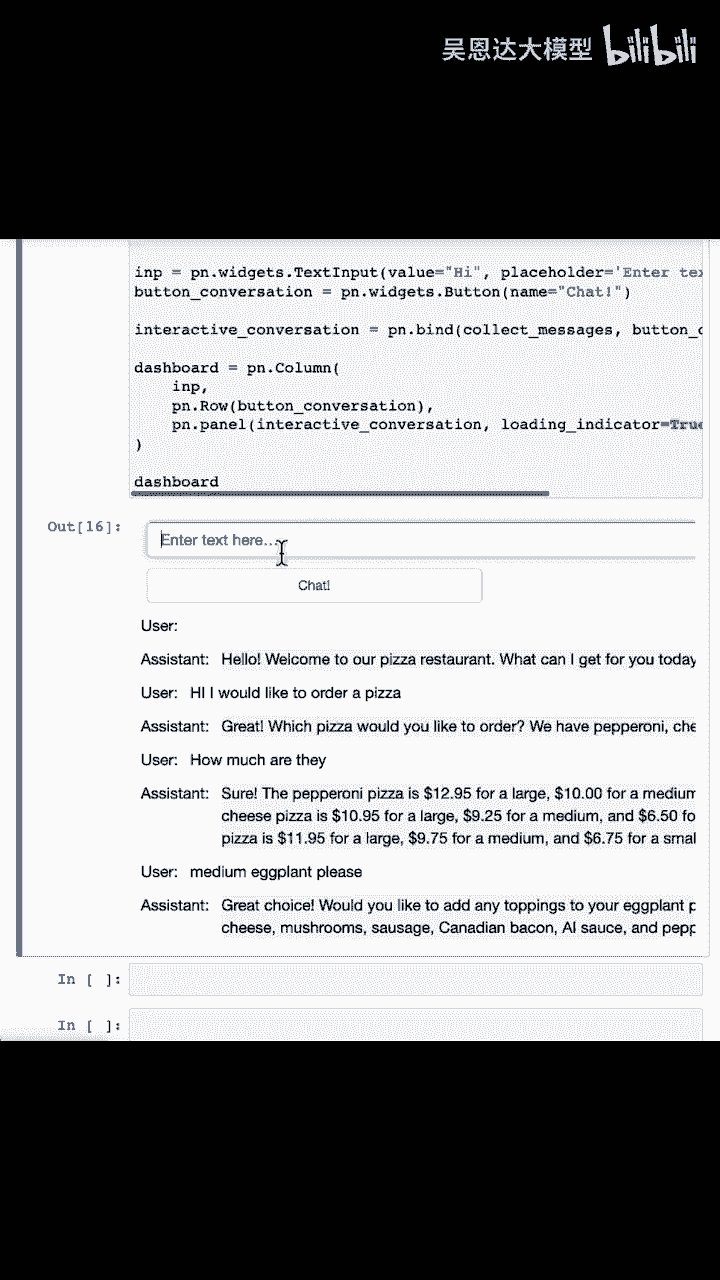 吴恩达大模型 bilibili
inp = pn.widgets.TextInput(value="Hi", placeholder='Enter tex
button_conversation = pn.widgets.Button(name="Chat!")
interactive_conversation = pn.bind(collect_messages, button_c
dashboard = pn.Column(
    inp,
    pn.Row(button_conversation),
    pn.panel(interactive_conversation, loading_indicator=True
)
dashboard
Out[16]:
Enter text here...
Chat!
User:
Assistant: Hello! Welcome to our pizza restaurant. What can I get for you today
User: HI I would like to order a pizza
Assistant: Great! Which pizza would you like to order? We have pepperoni, che
User: How much are they
Assistant: Sure! The pepperoni pizza is $12.95 for a large, $10.00 for a medium
cheese pizza is $10.95 for a large, $9.25 for a medium, and $6.50 fo
pizza is $11.95 for a large, $9.75 for a medium, and $6.75 for a smal
User: medium eggplant please
Assistant: Great choice! Would you like to add any toppings to your eggplant p
cheese, mushrooms, sausage, Canadian bacon, AI sauce, and pepp
In [ ]:
In [ ]: